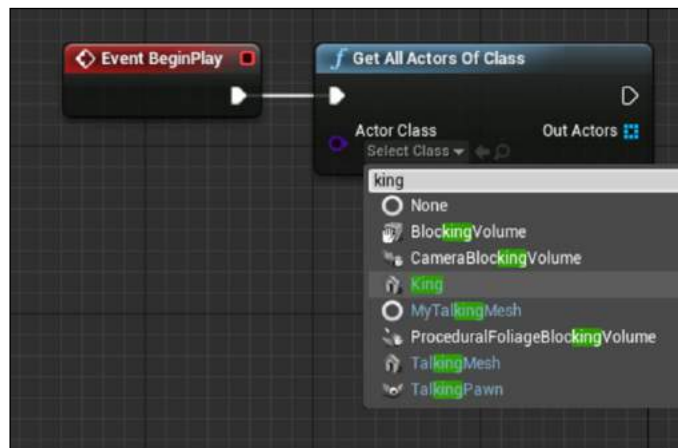 Event BeginPlay
f Get All Actors Of Class
Actor Class
Out Actors
Select Class
king
None
BlockingVolume
CameraBlockingVolume
King
MyTalkingMesh
ProceduralFoliageBlockingVolume
TalkingMesh
TalkingPawn